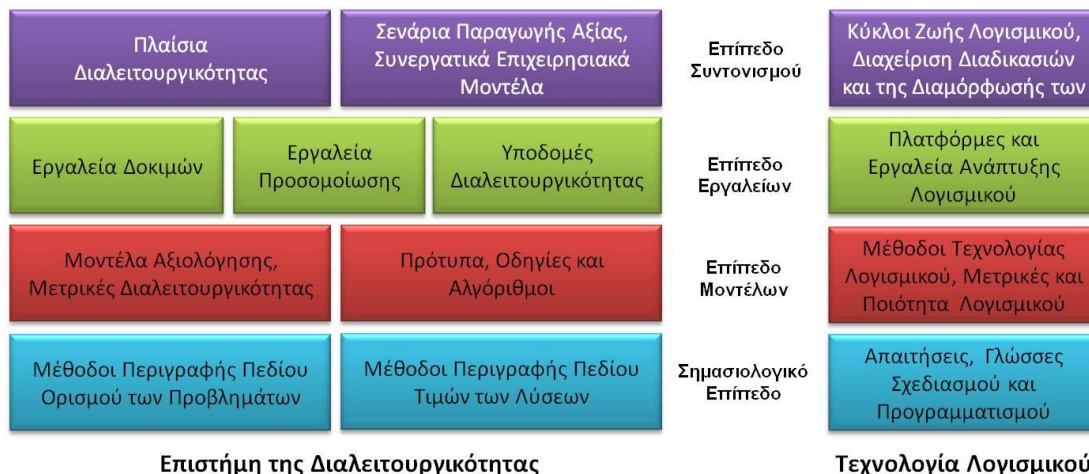 Πλαίσια
Διαλειτουργικότητας
Σενάρια Παραγωγής Αξίας,
Συνεργατικά Επιχειρησιακά
Μοντέλα
Επίπεδο
Συντονισμού
Κύκλοι Ζωής Λογισμικού,
Διαχείριση Διαδικασιών
και της Διαμόρφωσής των
Εργαλεία Δοκιμών
Εργαλεία
Προσομοίωσης
Υποδομές
Διαλειτουργικότητας
Επίπεδο
Εργαλείων
Πλατφόρμες και
Εργαλεία Ανάπτυξης
Λογισμικού
Μοντέλα Αξιολόγησης,
Μετρικές Διαλειτουργικότητας
Πρότυπα, Οδηγίες και
Αλγόριθμοι
Επίπεδο
Μοντέλων
Μέθοδοι Τεχνολογίας
Λογισμικού, Μετρικές και
Ποιότητα Λογισμικού
Μέθοδοι Περιγραφής Πεδίου
Ορισμού των Προβλημάτων
Μέθοδοι Περιγραφής Πεδίου
Τιμών των Λύσεων
Σημασιολογικό
Επίπεδο
Απαιτήσεις, Γλώσσες
Σχεδιασμού και
Προγραμματισμού
Επιστήμη της Διαλειτουργικότητας
Τεχνολογία Λογισμικού